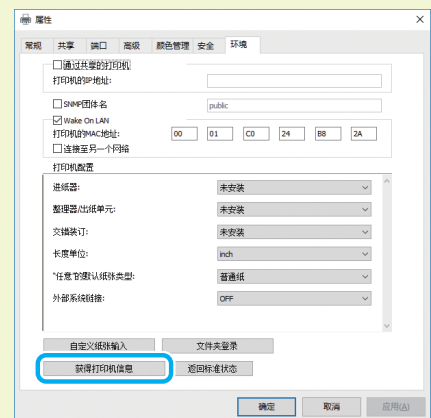 属性
常规 共享 端口 高级 颜色管理 安全 环境
通过共享的打印机
打印机的IP地址:
SNMP团体名 public
Wake On LAN
打印机的MAC地址: 00 01 C0 24 B8 2A
连接至另一个网络
打印机配置
进纸器: 未安装
整理器/出纸单元: 未安装
交错装订: 未安装
长度单位: inch
"任意"的默认纸张类型: 普通纸
外部系统链接: OFF
自定义纸张输入 文件夹登录
获得打印机信息 返回标准状态
确定 取消 应用(A)